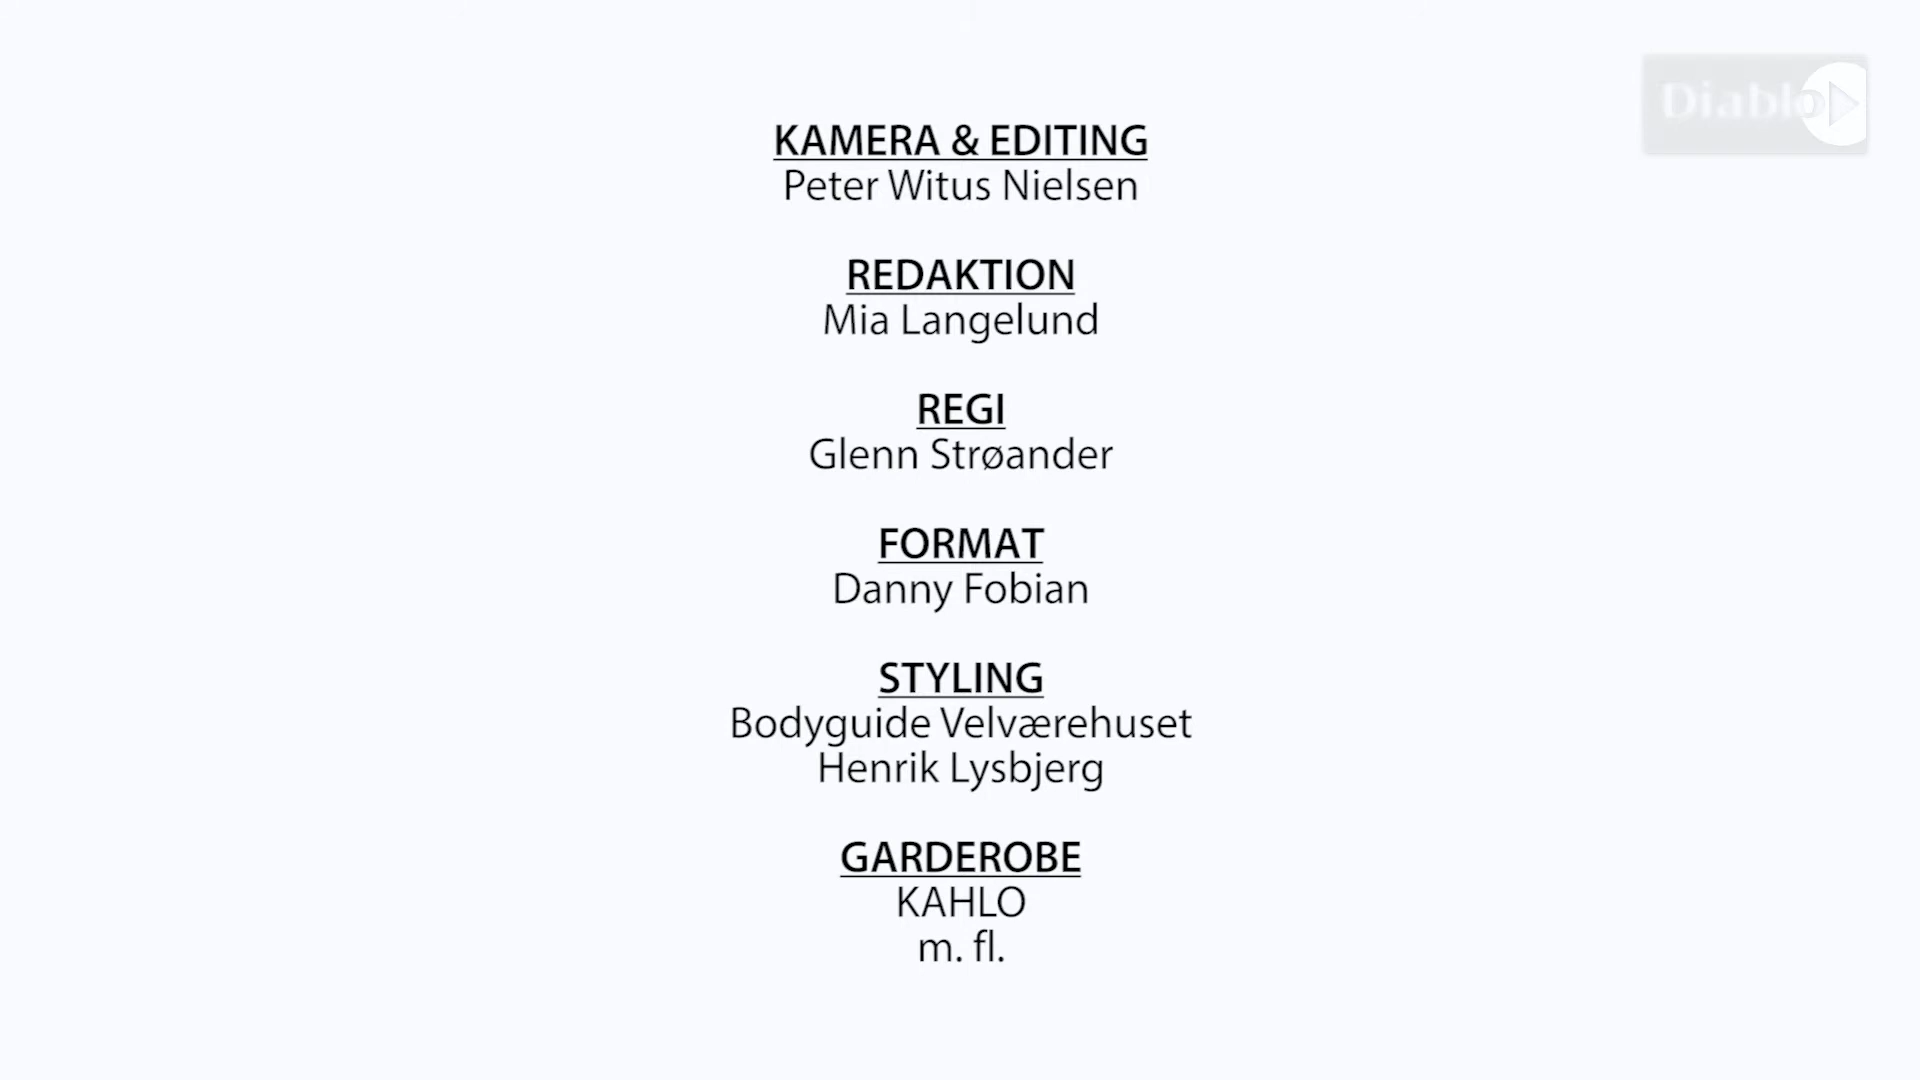 Diablo
KAMERA & EDITING
Peter Witus Nielsen
REDAKTION
Mia Langelund
REGI
Glenn Strøander
FORMAT
Danny Fobian
STYLING
Bodyguide Velværehuset
Henrik Lysbjerg
GARDEROBE
KAHLO
m. fl.